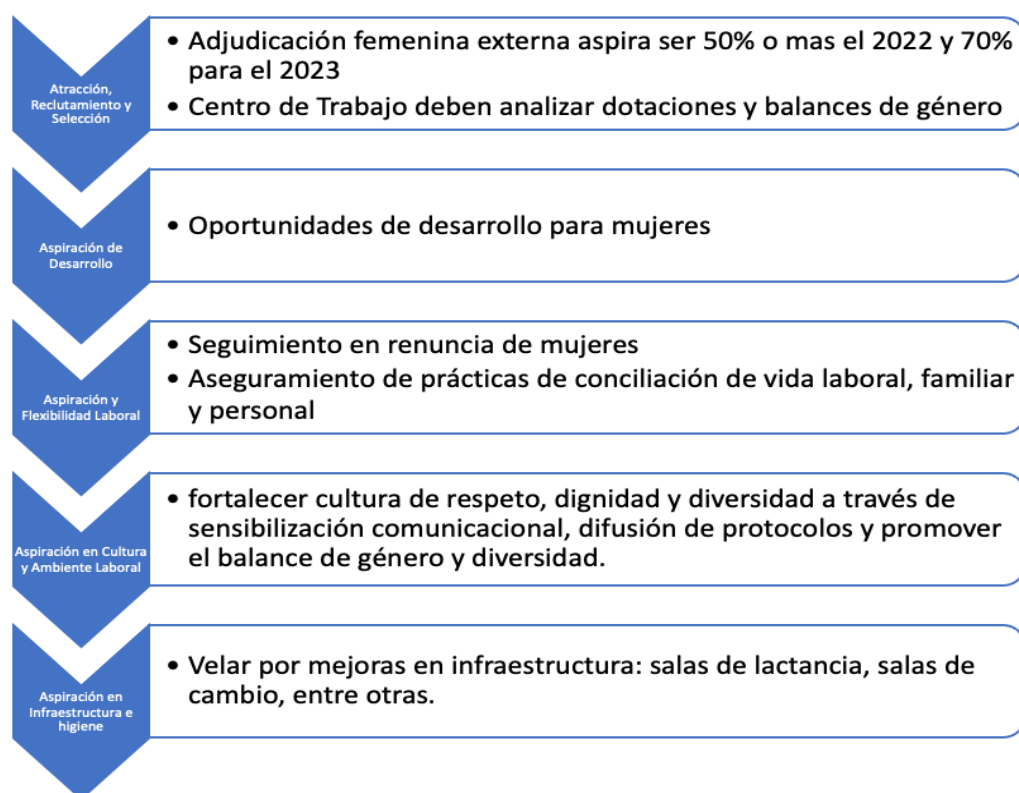 Atracción,
Reclutamiento y
Selección
• Adjudicación femenina externa aspira ser 50% o mas el 2022 y 70%
para el 2023
• Centro de Trabajo deben analizar dotaciones y balances de género
Aspiración de
Desarrollo
• Oportunidades de desarrollo para mujeres
Aspiración y
Flexibilidad Laboral
• Seguimiento en renuncia de mujeres
• Aseguramiento de prácticas de conciliación de vida laboral, familiar
y personal
Aspiración en Cultura
y Ambiente Laboral
• fortalecer cultura de respeto, dignidad y diversidad a través de
sensibilización comunicacional, difusión de protocolos y promover
el balance de género y diversidad.
Aspiración en
Infraestructura e
higiene
• Velar por mejoras en infraestructura: salas de lactancia, salas de
cambio, entre otras.